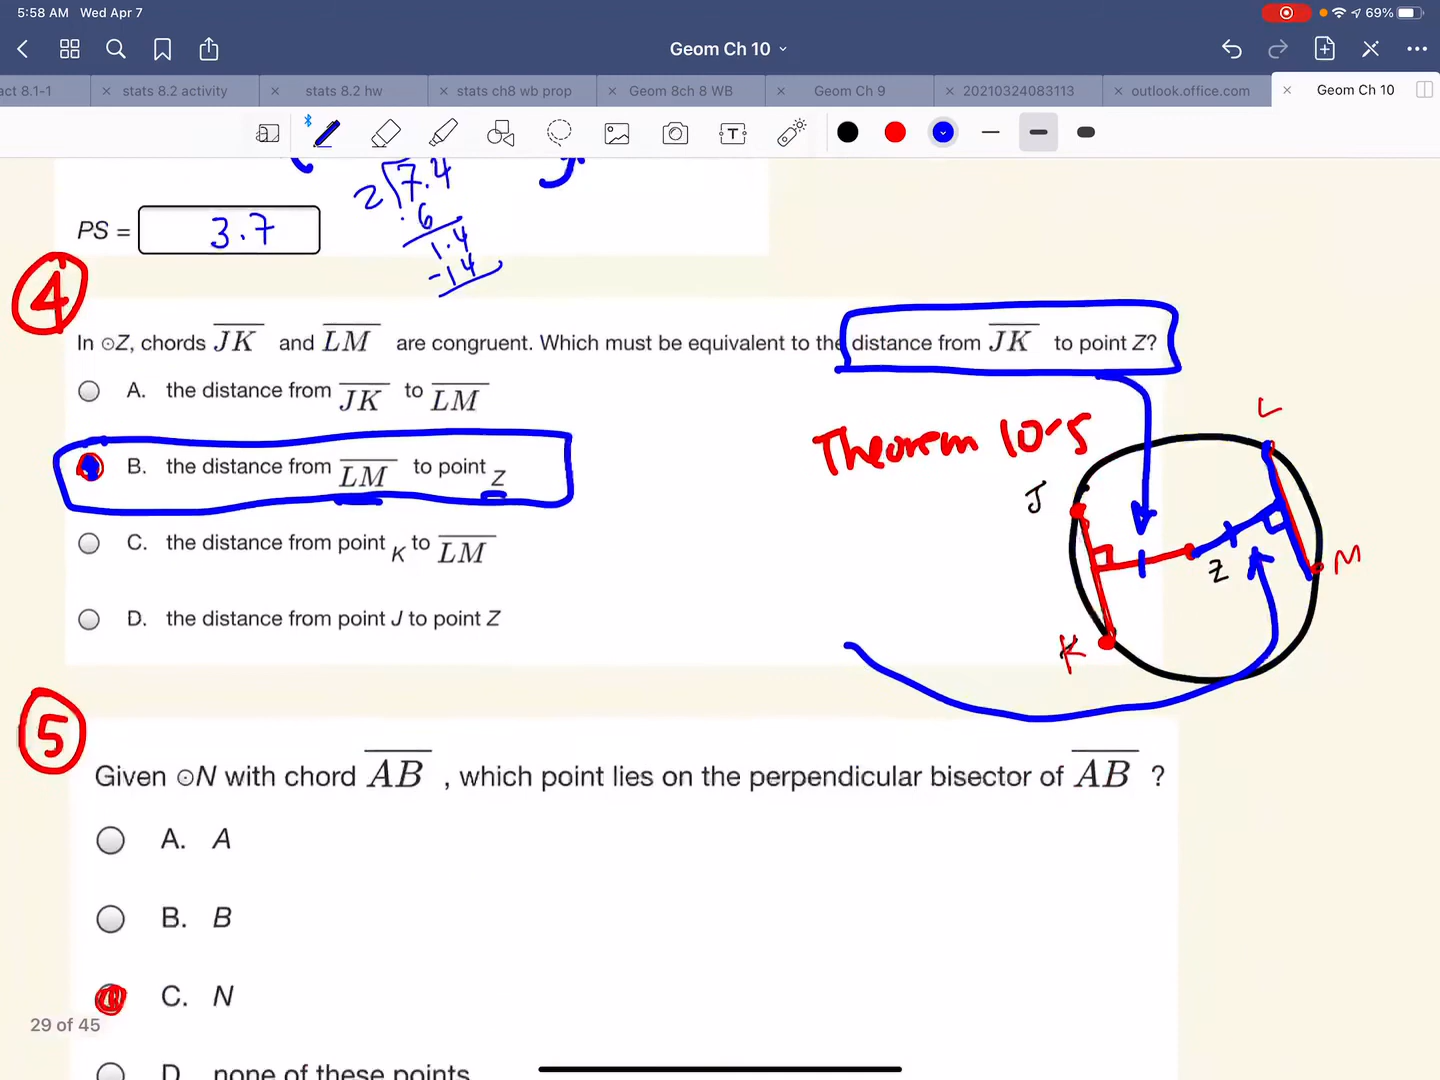 5:58 AM Wed Apr 7
69%
Geom Ch 10
act 8.1-1
stats 8.2 activity
stats 8.2 hw
stats ch8 wb prop
Geom 8ch 8 WB
Geom Ch 9
20210324083113
outlook.office.com
Geom Ch 10
T
2 7.4
6
1.4
-14
PS = 3.7
4
In ⊙Z, chords JK and LM are congruent. Which must be equivalent to the distance from JK to point Z?
A. the distance from JK to LM
B. the distance from LM to point Z
C. the distance from point K to LM
D. the distance from point J to point Z
Theorem 10-5
L
J
Z
M
K
5
Given ⊙N with chord AB , which point lies on the perpendicular bisector of AB ?
A. A
B. B
C. N
29 of 45
D. none of these points